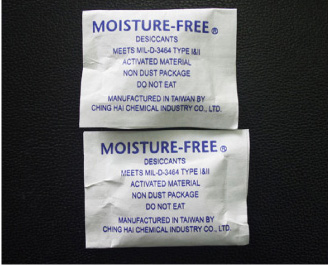 MOISTURE-FREE®
DESICCANTS
MEETS MIL-D-3464 TYPE I&II
ACTIVATED MATERIAL
NON DUST PACKAGE
DO NOT EAT
MANUFACTURED IN TAIWAN BY
CHING HAI CHEMICAL INDUSTRY CO., LTD.
MOISTURE-FREE®
DESICCANTS
MEETS MIL-D-3464 TYPE I&II
ACTIVATED MATERIAL
NON DUST PACKAGE
DO NOT EAT
MANUFACTURED IN TAIWAN BY
CHING HAI CHEMICAL INDUSTRY CO., LTD.